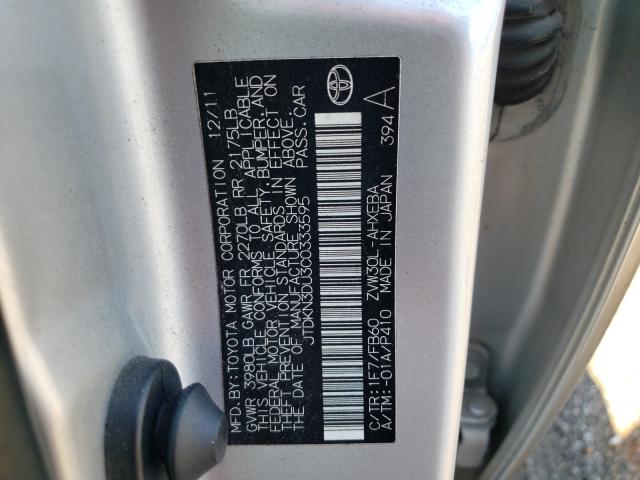 MFD. BY: TOYOTA MOTOR CORPORATION 12/11
GVWR 3980LB GAWR FR 2270LB RR 2175LB
THIS VEHICLE CONFORMS TO ALL APPLICABLE
FEDERAL MOTOR VEHICLE SAFETY, BUMPER, AND
THEFT PREVENTION STANDARDS IN EFFECT ON
THE DATE OF MANUFACTURE SHOWN ABOVE.
JTDKN3DU3C0333595 PASS. CAR
C/TR: 1F7/FB60 ZVW30L-AHXEBA
A/TM: -01A/P410 MADE IN JAPAN 394 A